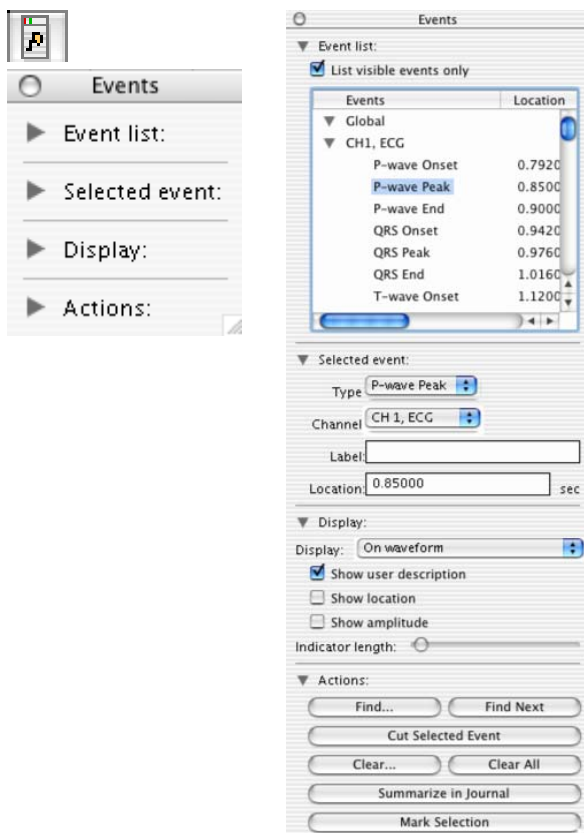 Events
Event list:
Selected event:
Display:
Actions:
Events
Event list:
List visible events only
Events Location
Global
CH1, ECG
P-wave Onset 0.7920
P-wave Peak 0.8500
P-wave End 0.9000
QRS Onset 0.9420
QRS Peak 0.9760
QRS End 1.0160
T-wave Onset 1.1200
Selected event:
Type P-wave Peak
Channel CH 1, ECG
Label:
Location: 0.85000 sec
Display:
Display: On waveform
Show user description
Show location
Show amplitude
Indicator length:
Actions:
Find... Find Next
Cut Selected Event
Clear... Clear All
Summarize in Journal
Mark Selection